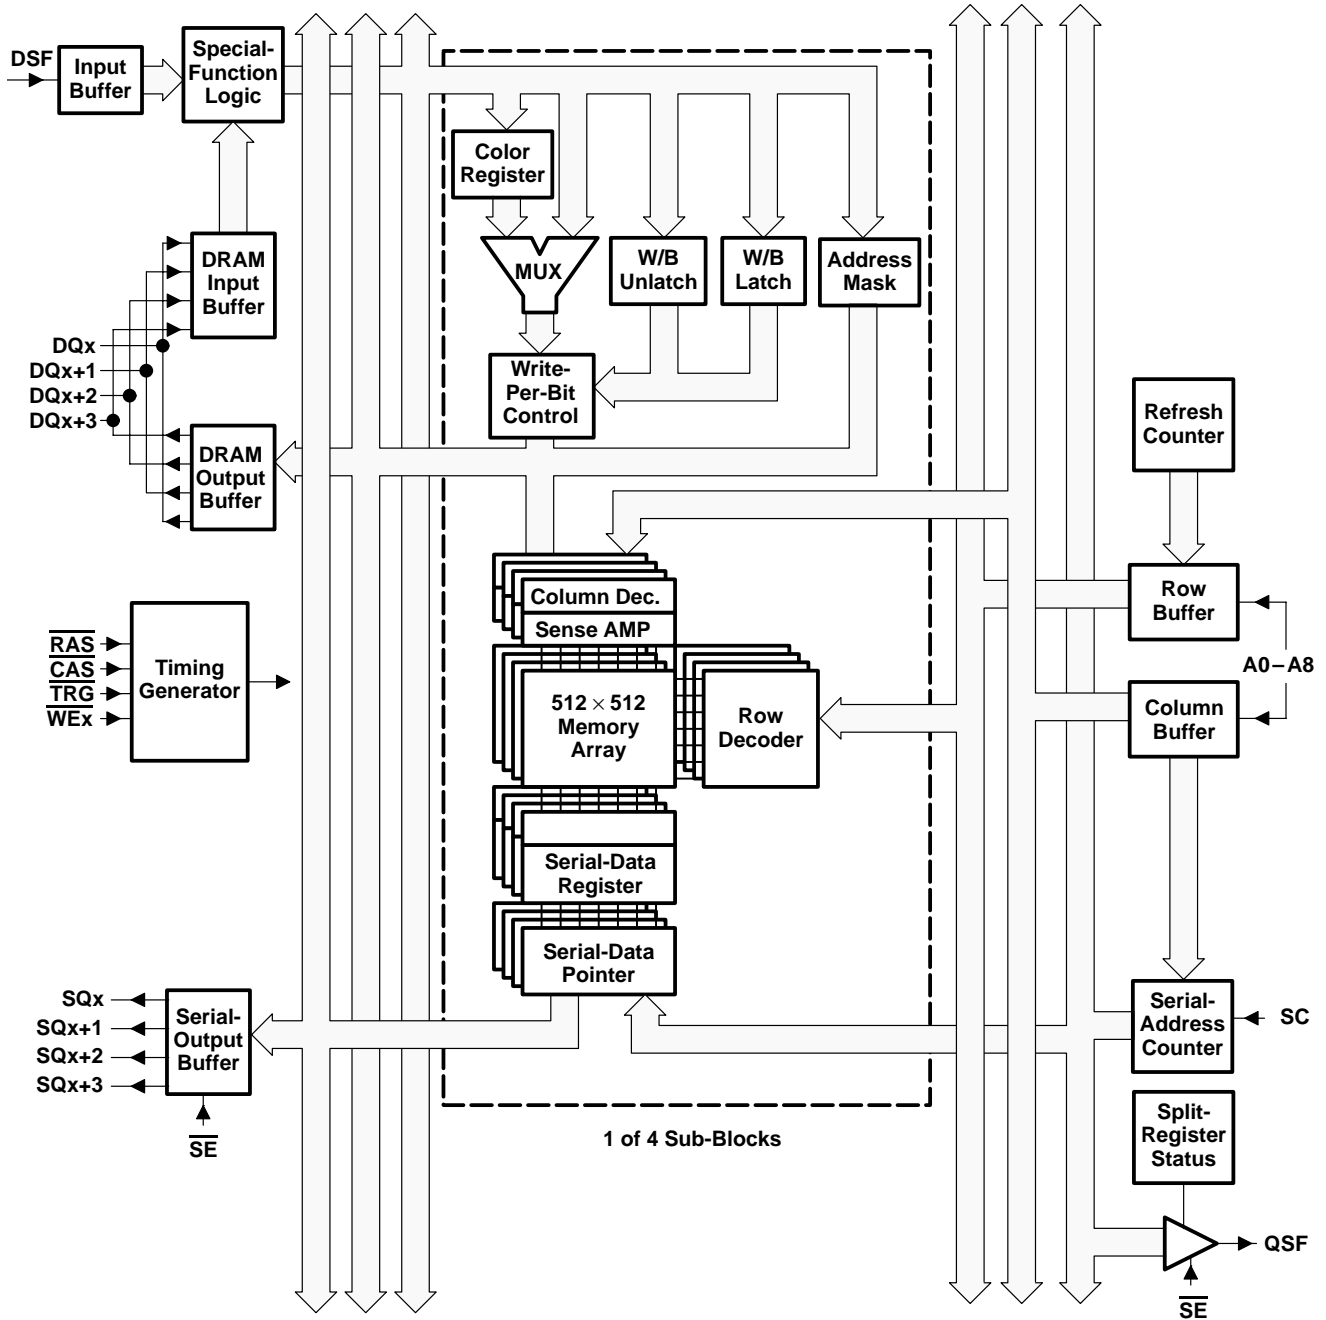 DSF
Input
Buffer
Special-
Function
Logic
Color
Register
MUX
W/B
Unlatch
W/B
Latch
Address
Mask
DRAM
Input
Buffer
DQx
DQx+1
DQx+2
DQx+3
Write-
Per-Bit
Control
DRAM
Output
Buffer
Refresh
Counter
Row
Buffer
A0–A8
Column
Buffer
RAS
CAS
TRG
WEx
Timing
Generator
Column Dec.
Sense AMP
512 × 512
Memory
Array
Row
Decoder
Serial-Data
Register
Serial-Data
Pointer
SQx
SQx+1
SQx+2
SQx+3
Serial-
Output
Buffer
SE
Serial-
Address
Counter
SC
1 of 4 Sub-Blocks
Split-
Register
Status
QSF
SE